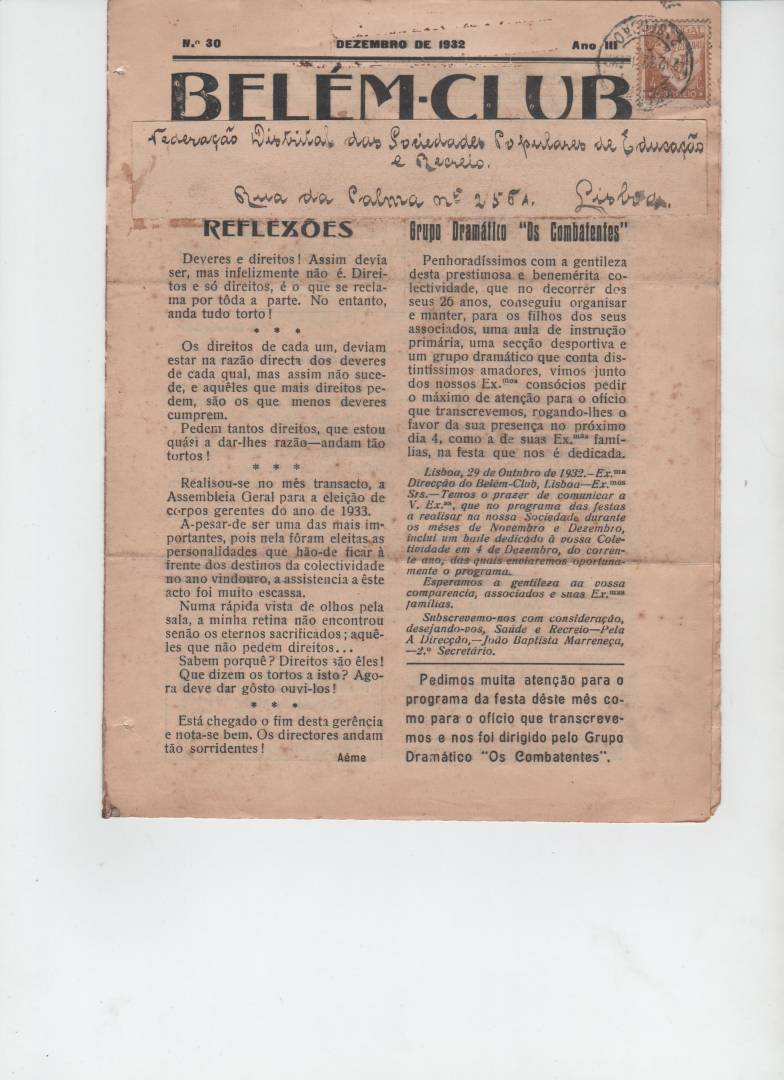 N.º 30 DEZEMBRO DE 1932 Ano III
BELÉM-CLUB
Federação Distrital das Sociedades Populares de Educação
e Recreio.
Rua da Palma nº 256 A. Lisboa.
REFLEXÕES
Deveres e direitos! Assim devia
ser, mas infelizmente não é. Direi-
tos e só direitos, é o que se recla-
ma por tôda a parte. No entanto,
anda tudo torto!
* * *
Os direitos de cada um, deviam
estar na razão directa dos deveres
de cada qual, mas assim não suce-
de, e aquêles que mais direitos pe-
dem, são os que menos deveres
cumprem.
Pedem tantos direitos, que estou
quási a dar-lhes razão—andam tão
tortos!
* * *
Realisou-se no mês transacto, a
Assembleia Geral para a eleição de
corpos gerentes do ano de 1933.
A-pesar-de ser uma das mais im-
portantes, pois nela fôram eleitas as
personalidades que hão-de ficar à
frente dos destinos da colectividade
no ano vindouro, a assistencia a êste
acto foi muito escassa.
Numa rápida vista de olhos pela
sala, a minha retina não encontrou
senão os eternos sacrificados; aquê-
les que não pedem direitos...
Sabem porquê? Direitos são êles!
Que dizem os tortos a isto? Ago-
ra deve dar gôsto ouvi-los!
* * *
Está chegado o fim desta gerência
e nota-se bem. Os directores andam
tão sorridentes!
Aéme
Grupo Dramático "Os Combatentes"
Penhoradíssimos com a gentileza
desta prestimosa e benemérita co-
lectividade, que no decorrer dos
seus 26 anos, conseguiu organisar
e manter, para os filhos dos seus
associados, uma aula de instrução
primária, uma secção desportiva e
um grupo dramático que conta dis-
tintíssimos amadores, vimos junto
dos nossos Ex.mos consócios pedir
o máximo de atenção para o ofício
que transcrevemos, rogando-lhes o
favor da sua presença no próximo
dia 4, como a de suas Ex.mas famí-
lias, na festa que nos é dedicada.
Lisboa, 29 de Outubro de 1932.-Ex.ma
Direcção do Belém-Club, Lisboa—Ex.mos
Srs.—Temos o prazer de comunicar a
V. Ex.as, que no programa das festas
a realisar na nossa Sociedade durante
os mêses de Novembro e Dezembro,
inclui um baile dedicado à vossa Cole-
tividade em 4 de Dezembro, do corren-
te ano, das quais enviaremos oportuna-
mente o programa.
Esperamos a gentileza da vossa
comparencia, associados e suas Ex.mas
famílias.
Subscrevemo-nos com consideração,
desejando-vos, Saúde e Recreio—Pela
A Direcção,—João Baptista Marreneça,
—2.º Secretário.
Pedimos muita atenção para o
programa da festa dêste mês co-
mo para o ofício que transcreve-
mos e nos foi dirigido pelo Grupo
Dramático "Os Combatentes".